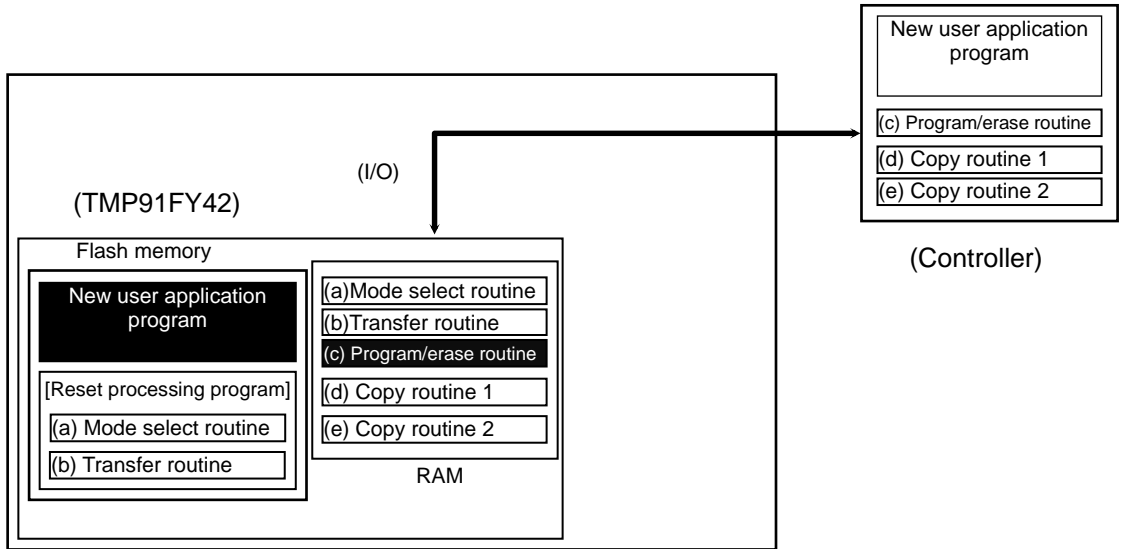 New user application
program
(c) Program/erase routine
(d) Copy routine 1
(e) Copy routine 2
(Controller)
(I/O)
(TMP91FY42)
Flash memory
New user application
program
[Reset processing program]
(a) Mode select routine
(b) Transfer routine
(a)Mode select routine
(b)Transfer routine
(c) Program/erase routine
(d) Copy routine 1
(e) Copy routine 2
RAM